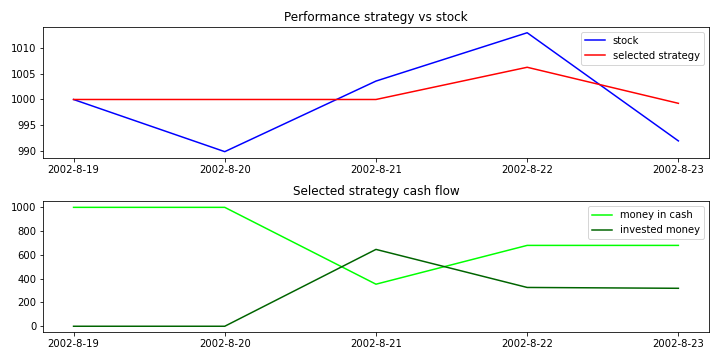 Performance strategy vs stock
1010
1005
1000
995
990
stock
selected strategy
2002-8-19 2002-8-20 2002-8-21 2002-8-22 2002-8-23
Selected strategy cash flow
1000
800
600
400
200
0
money in cash
invested money
2002-8-19 2002-8-20 2002-8-21 2002-8-22 2002-8-23